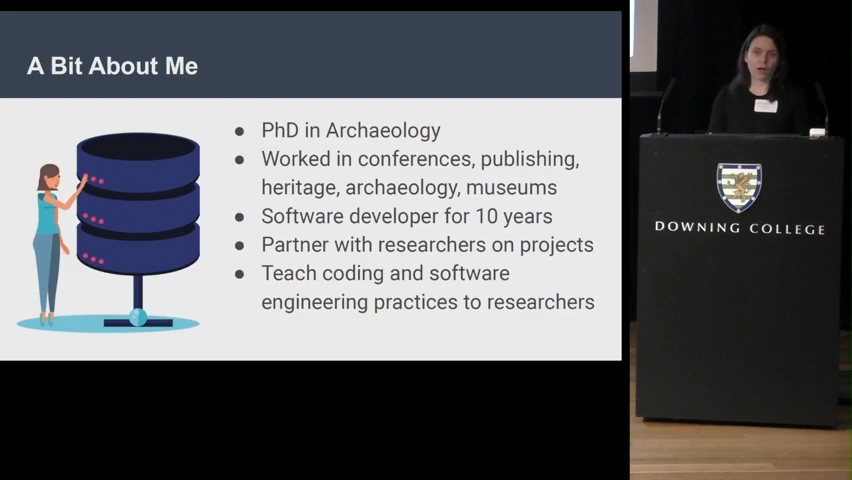 A Bit About Me
● PhD in Archaeology
● Worked in conferences, publishing,
heritage, archaeology, museums
● Software developer for 10 years
● Partner with researchers on projects
● Teach coding and software
engineering practices to researchers
DOWNING COLLEGE